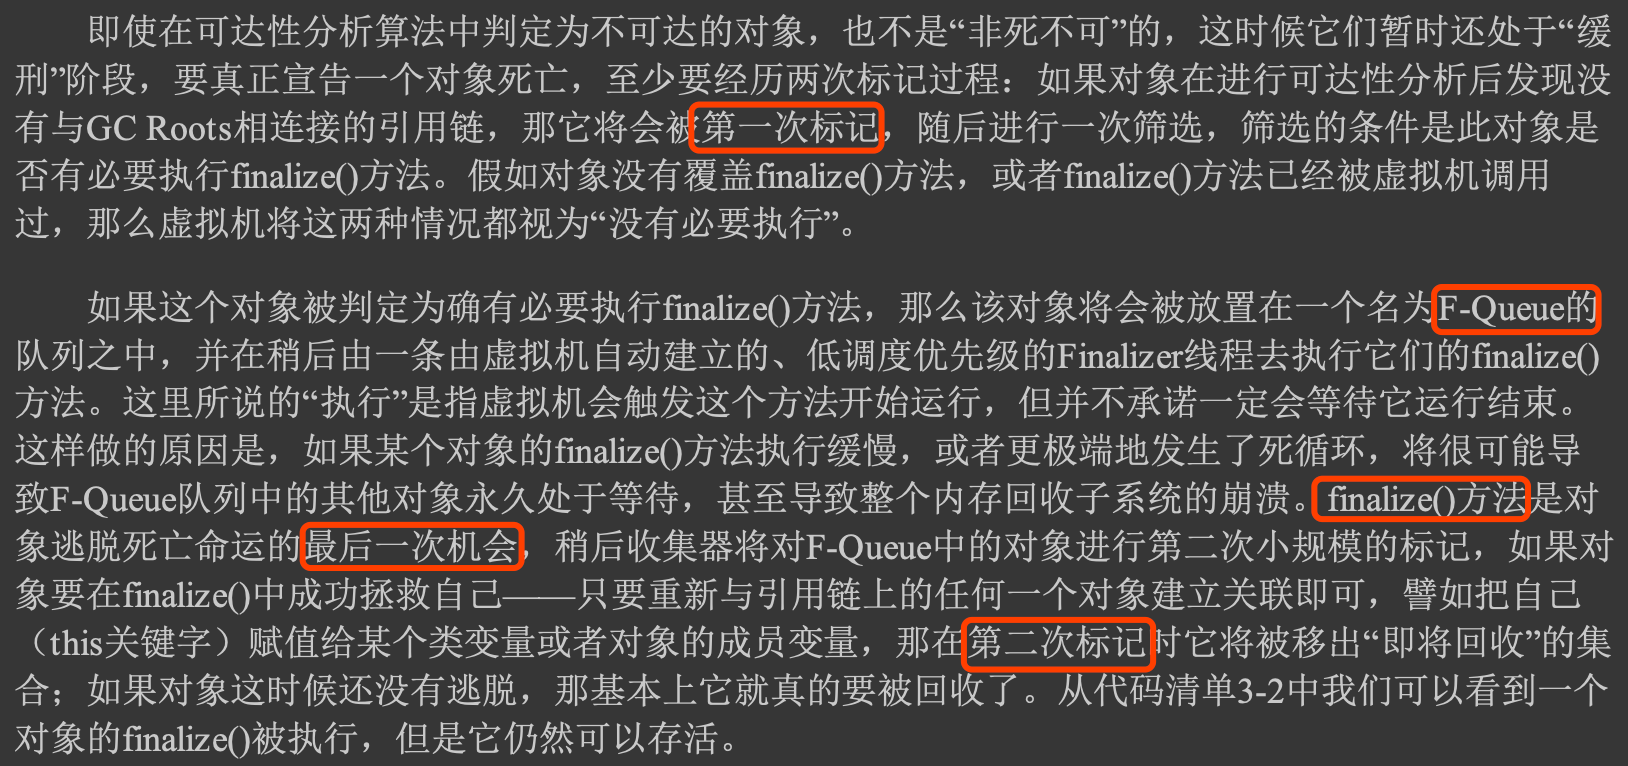 即使在可达性分析算法中判定为不可达的对象，也不是“非死不可”的，这时候它们暂时还处于“缓
刑”阶段，要真正宣告一个对象死亡，至少要经历两次标记过程：如果对象在进行可达性分析后发现没
有与GC Roots相连接的引用链，那它将会被第一次标记，随后进行一次筛选，筛选的条件是此对象是
否有必要执行finalize()方法。假如对象没有覆盖finalize()方法，或者finalize()方法已经被虚拟机调用
过，那么虚拟机将这两种情况都视为“没有必要执行”。
如果这个对象被判定为确有必要执行finalize()方法，那么该对象将会被放置在一个名为F-Queue的
队列之中，并在稍后由一条由虚拟机自动建立的、低调度优先级的Finalizer线程去执行它们的finalize()
方法。这里所说的“执行”是指虚拟机会触发这个方法开始运行，但并不承诺一定会等待它运行结束。
这样做的原因是，如果某个对象的finalize()方法执行缓慢，或者更极端地发生了死循环，将很可能导
致F-Queue队列中的其他对象永久处于等待，甚至导致整个内存回收子系统的崩溃。finalize()方法是对
象逃脱死亡命运的最后一次机会，稍后收集器将对F-Queue中的对象进行第二次小规模的标记，如果对
象要在finalize()中成功拯救自己——只要重新与引用链上的任何一个对象建立关联即可，譬如把自己
（this关键字）赋值给某个类变量或者对象的成员变量，那在第二次标记时它将被移出“即将回收”的集
合；如果对象这时候还没有逃脱，那基本上它就真的要被回收了。从代码清单3-2中我们可以看到一个
对象的finalize()被执行，但是它仍然可以存活。